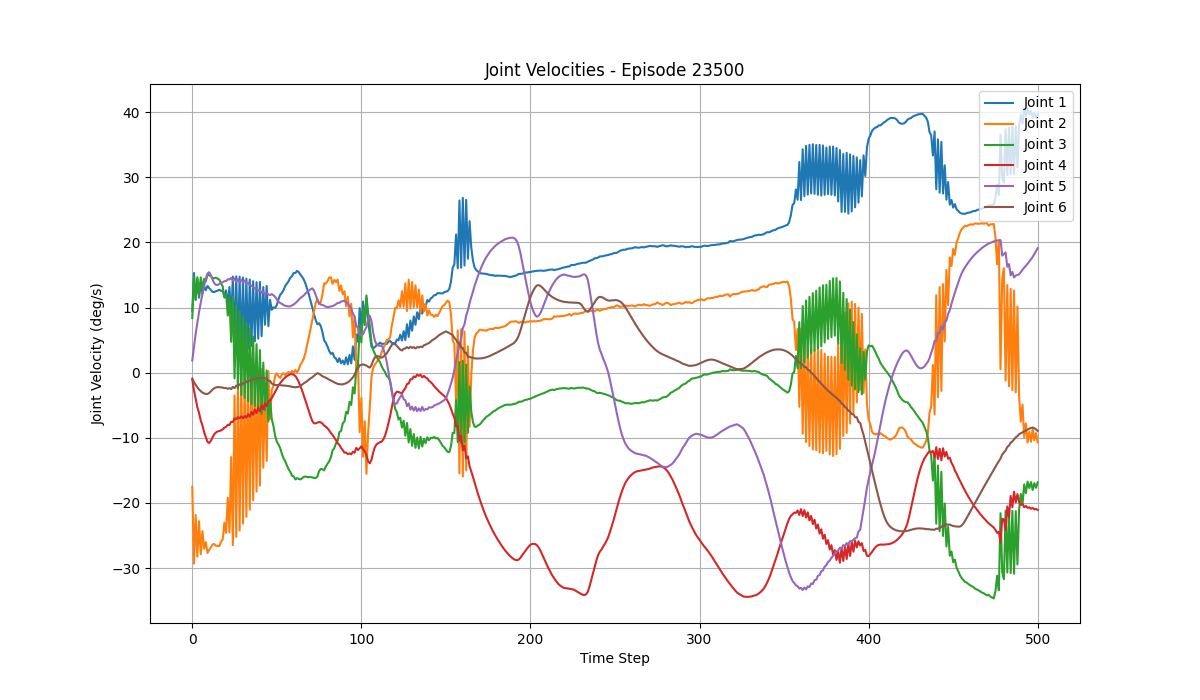 Joint Velocities - Episode 23500
Joint Velocity (deg/s)
40
30
20
10
0
−10
−20
−30
0
100
200
300
400
500
Time Step
Joint 1
Joint 2
Joint 3
Joint 4
Joint 5
Joint 6